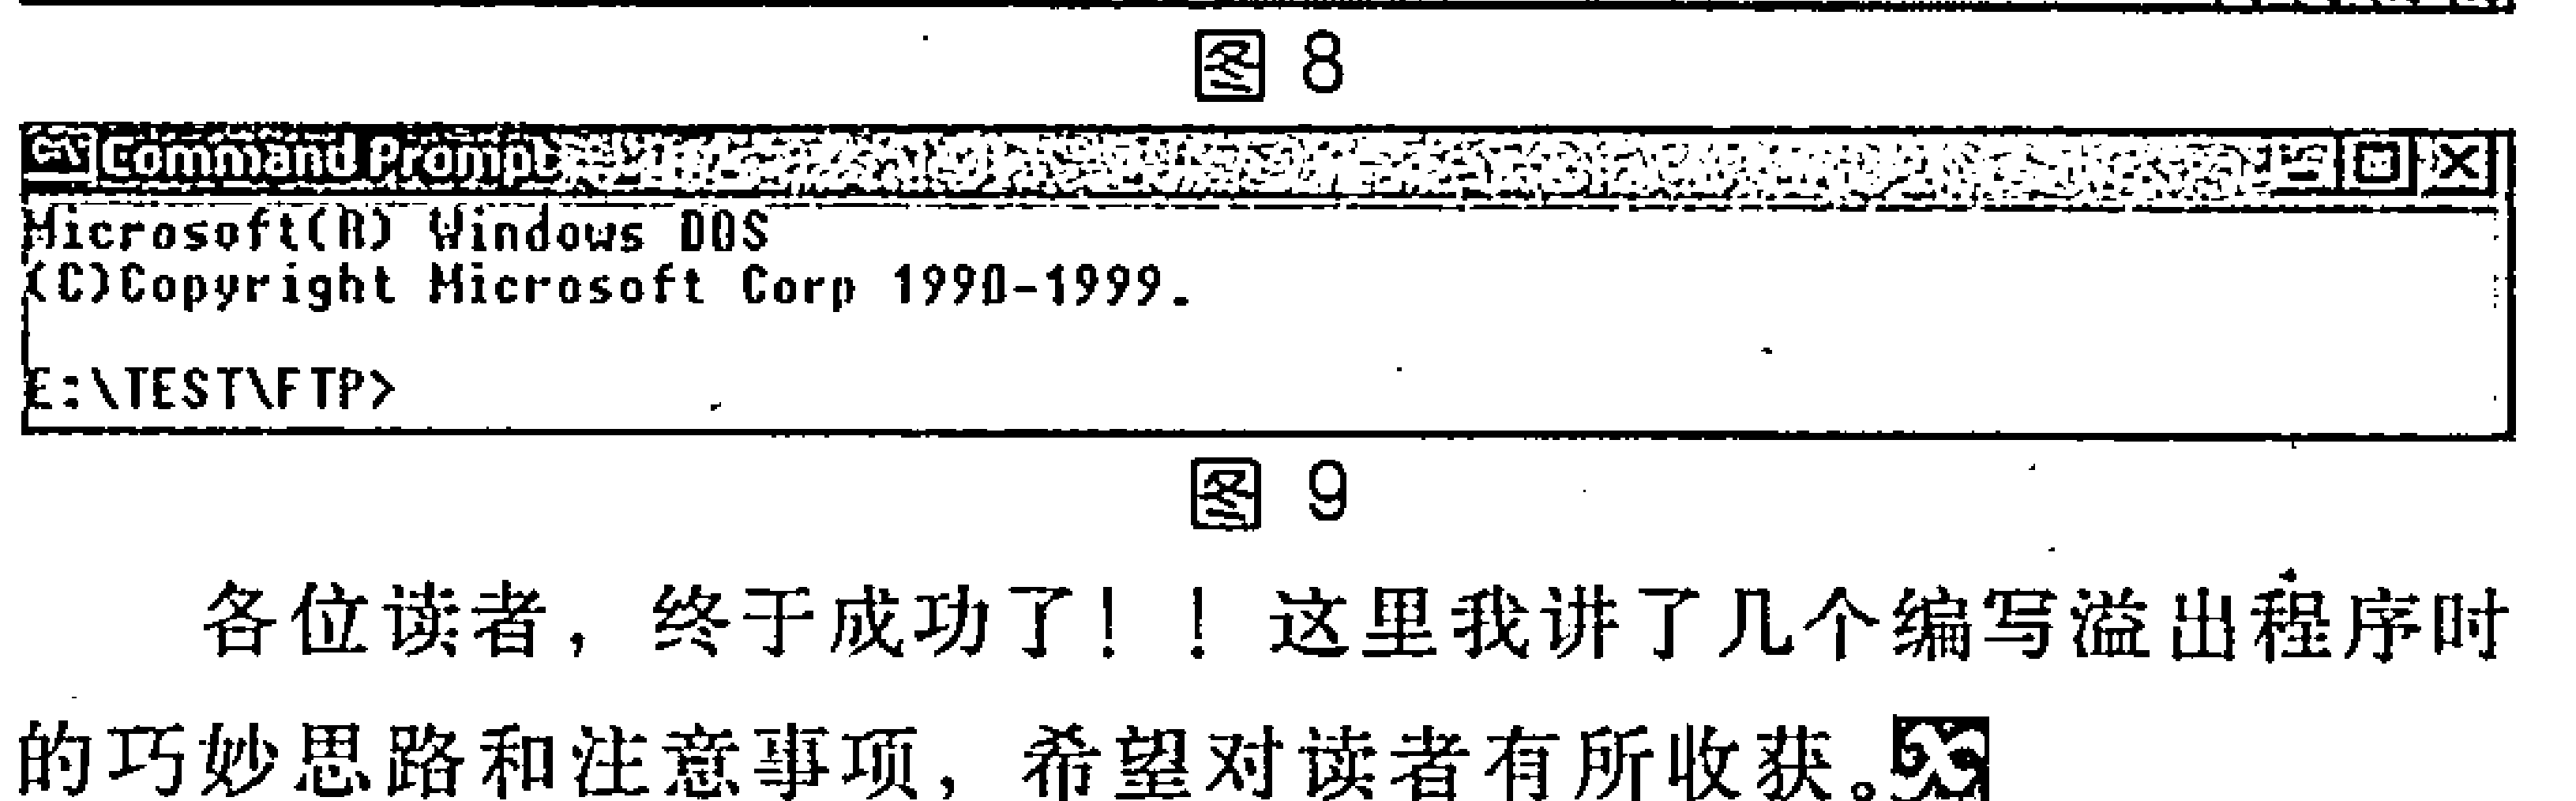 图 8
Command Prompt
Microsoft(R) Windows DOS
(C)Copyright Microsoft Corp 1990-1999.
E:\TEST\FTP>
图 9
各位读者，终于成功了！！这里我讲了几个编写溢出程序时
的巧妙思路和注意事项，希望对读者有所收获。